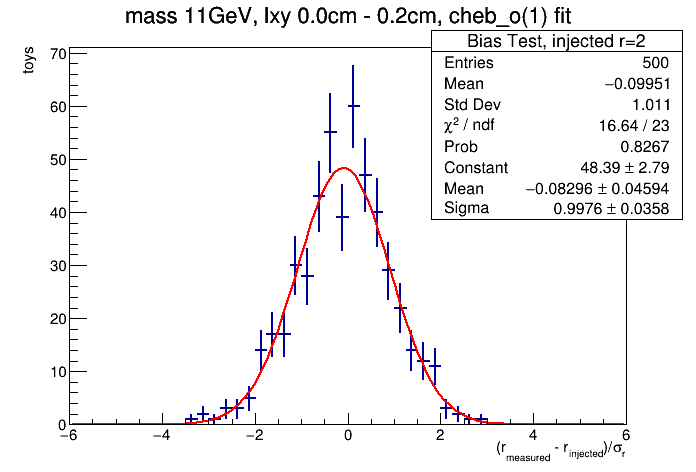 mass 11GeV, lxy 0.0cm - 0.2cm, cheb_o(1) fit
Bias Test, injected r=2
Entries 500
Mean −0.09951
Std Dev 1.011
χ² / ndf 16.64 / 23
Prob 0.8267
Constant 48.39 ± 2.79
Mean −0.08296 ± 0.04594
Sigma 0.9976 ± 0.0358
toys
70
60
50
40
30
20
10
0
−6 −4 −2 0 2 4 6
(r_measured - r_injected)/σ_r